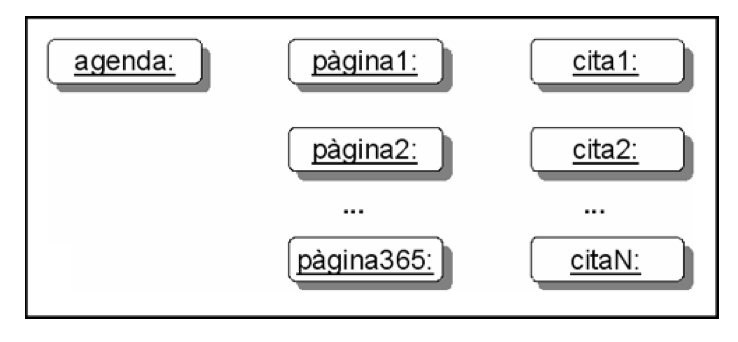 agenda: pàgina1: cita1:
pàgina2: cita2:
... ...
pàgina365: citaN: